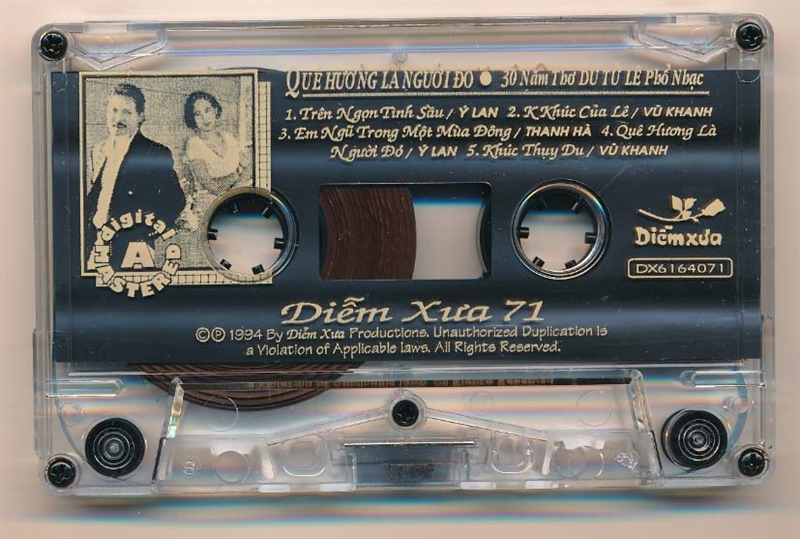 QUÊ HƯƠNG LÀ NGƯỜI ĐÓ • 30 Năm Thơ DU TỬ LÊ Phổ Nhạc
1. Trên Ngọn Tình Sầu / Ý LAN 2. K Khúc Của Lê / VŨ KHANH
3. Em Ngủ Trong Một Mùa Đông / THANH HÀ 4. Quê Hương Là
Người Đó / Ý LAN 5. Khúc Thụy Du / VŨ KHANH
digital
A
MASTERED
Diễm xưa
DX6164071
Diễm Xưa 71
©℗ 1994 By Diễm Xưa Productions. Unauthorized Duplication is
a Violation of Applicable laws. All Rights Reserved.